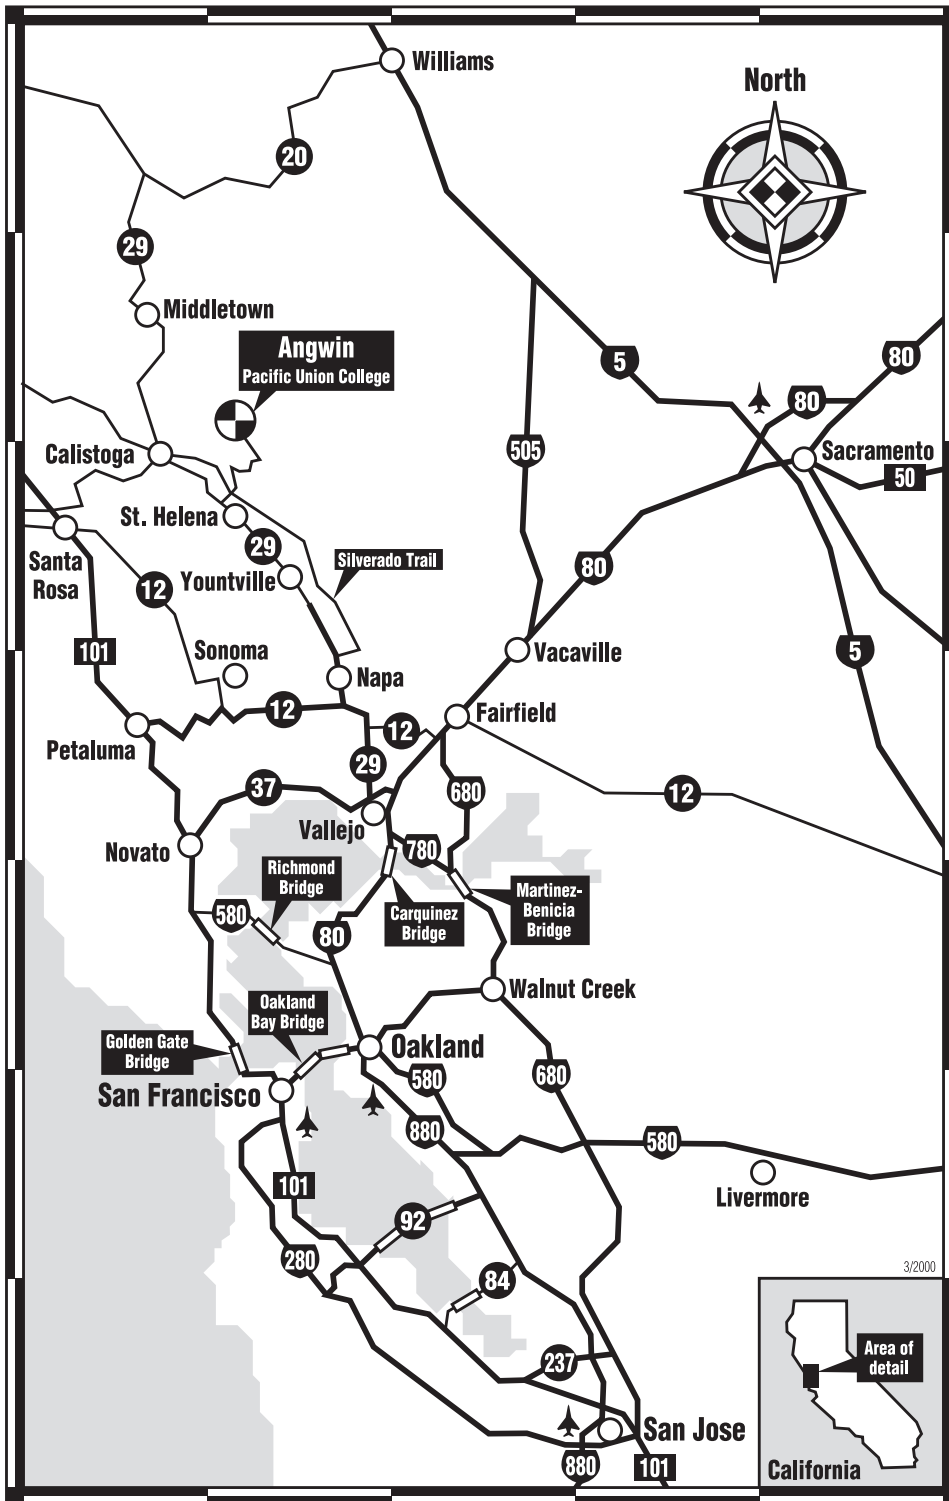 Williams
North
20
29
Middletown
Angwin
Pacific Union College
5
80
80
505
Calistoga
Sacramento
50
St. Helena
29
Silverado Trail
80
Santa
Rosa
Yountville
12
101
Sonoma
Napa
Vacaville
5
12
Fairfield
Petaluma
12
29
37
680
12
Vallejo
Novato
780
Richmond
Bridge
Martinez-
Benicia
Bridge
580
Carquinez
Bridge
80
Walnut Creek
Oakland
Bay Bridge
Golden Gate
Bridge
Oakland
San Francisco
580
680
880
580
101
Livermore
92
280
84
3/2000
237
Area of
detail
San Jose
880
101
California